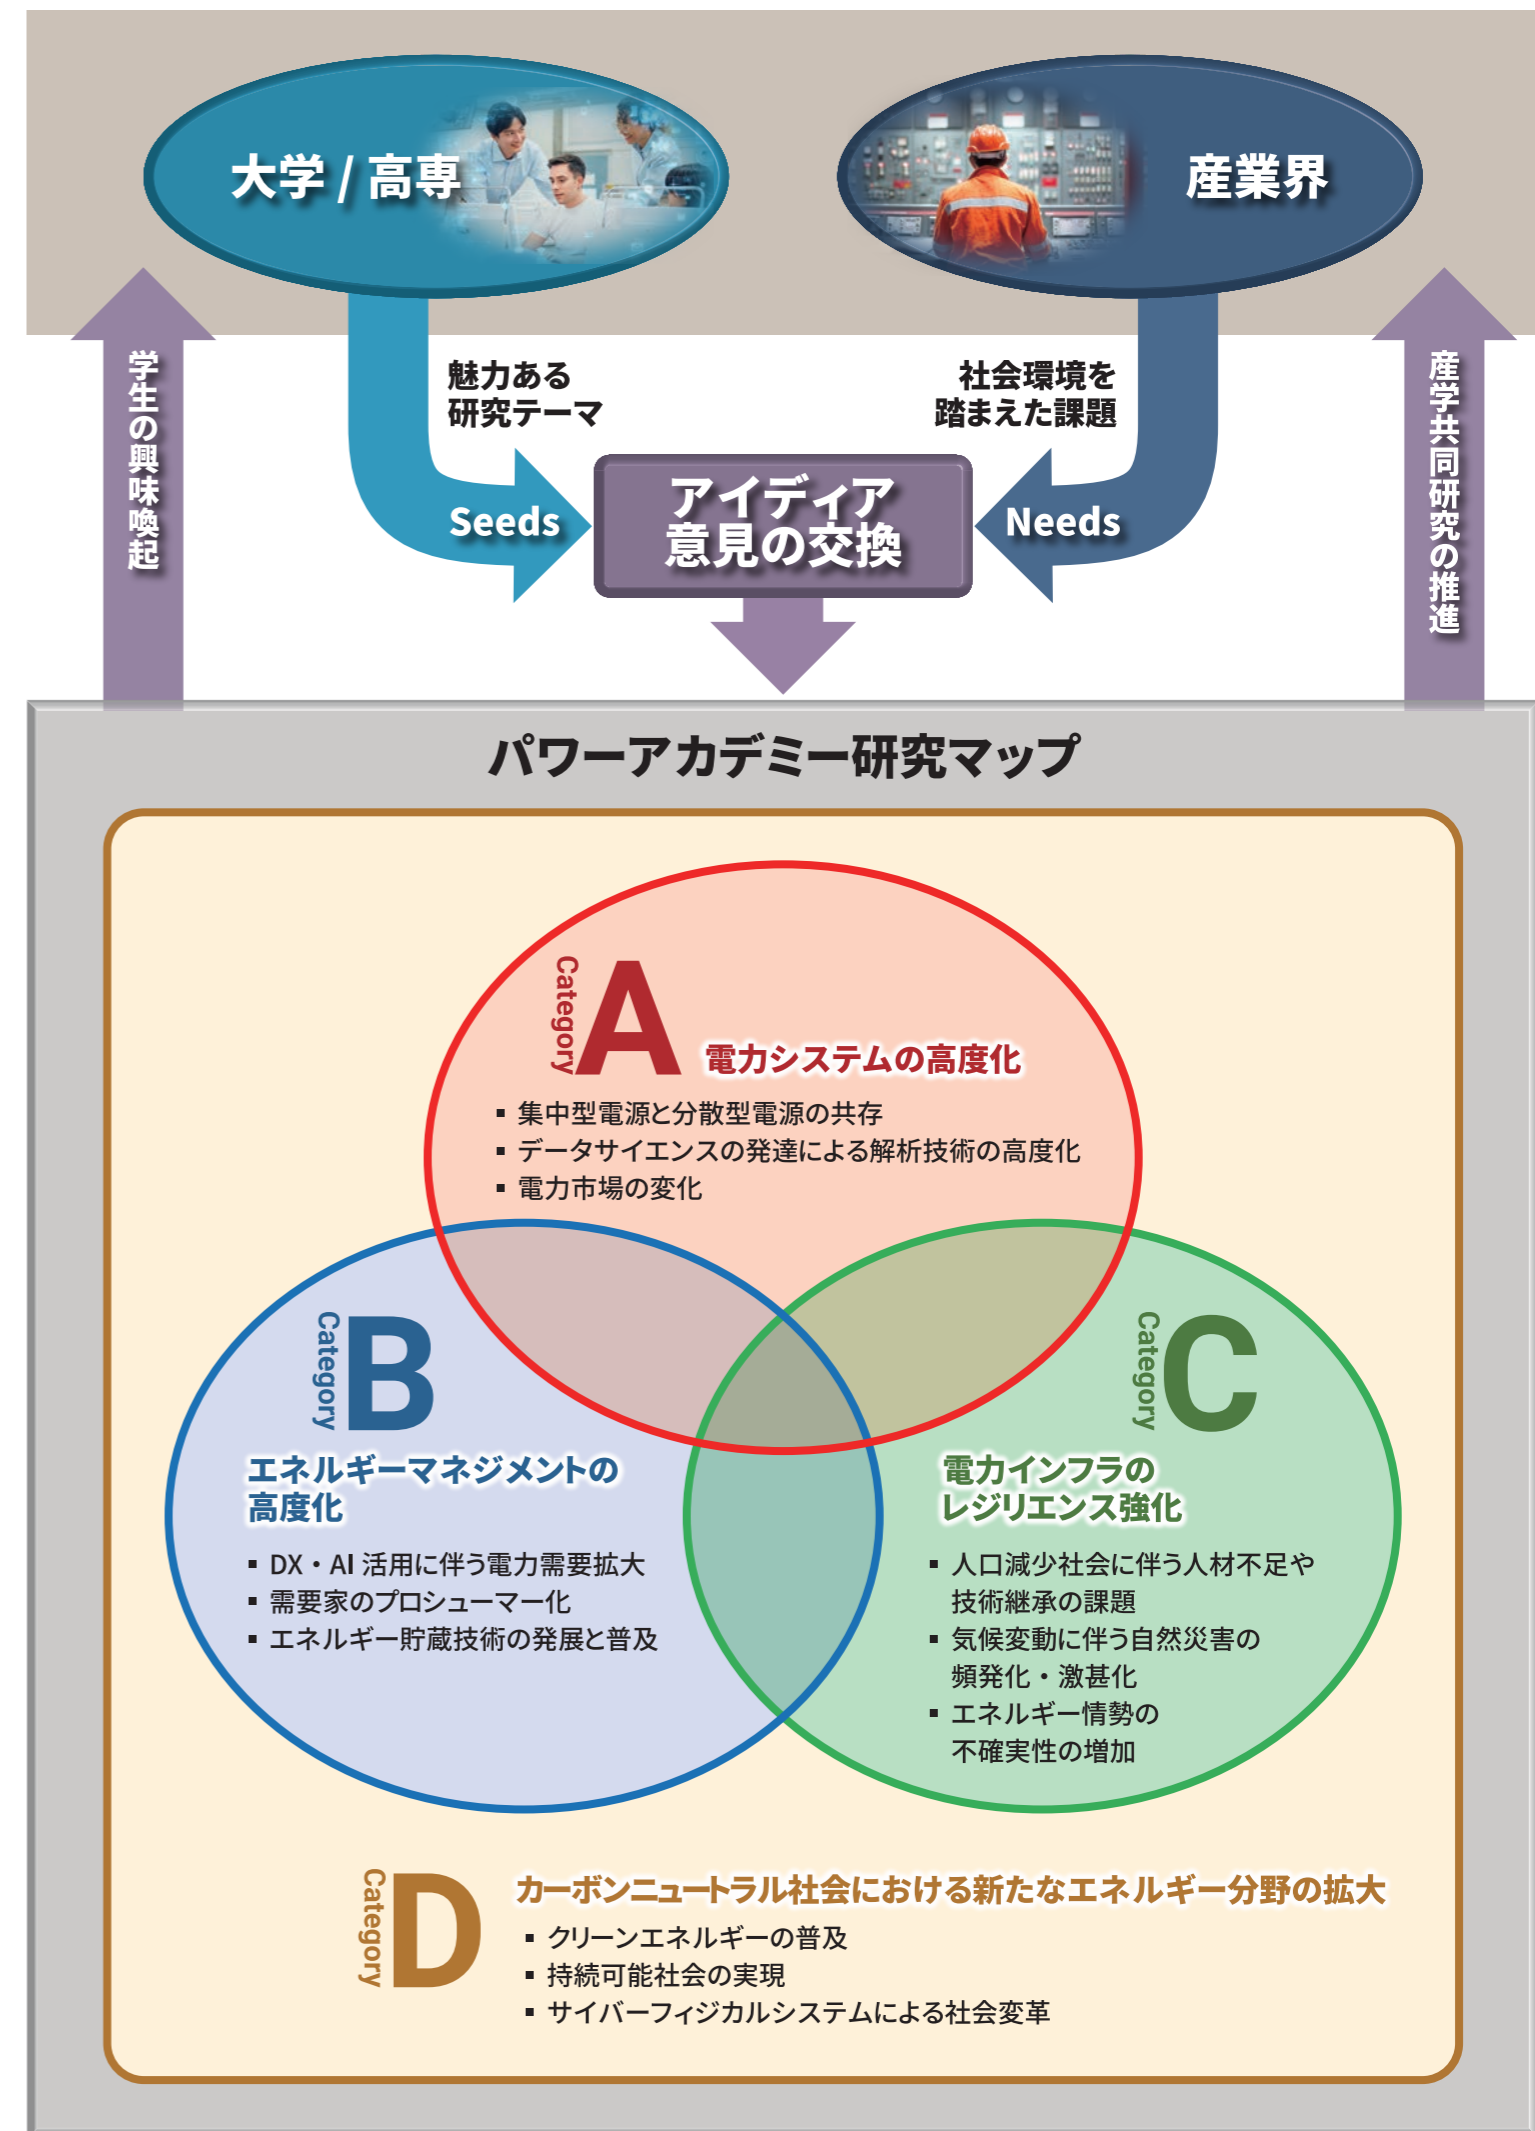 大学 / 高専
産業界
学生の興味喚起
魅力ある
研究テーマ
社会環境を
踏まえた課題
産学共同研究の推進
Seeds
アイディア
意見の交換
Needs
パワーアカデミー研究マップ
Category A
電力システムの高度化
▪ 集中型電源と分散型電源の共存
▪ データサイエンスの発達による解析技術の高度化
▪ 電力市場の変化
Category B
エネルギーマネジメントの
高度化
▪ DX・AI 活用に伴う電力需要拡大
▪ 需要家のプロシューマー化
▪ エネルギー貯蔵技術の発展と普及
Category C
電力インフラの
レジリエンス強化
▪ 人口減少社会に伴う人材不足や
技術継承の課題
▪ 気候変動に伴う自然災害の
頻発化・激甚化
▪ エネルギー情勢の
不確実性の増加
Category D
カーボンニュートラル社会における新たなエネルギー分野の拡大
▪ クリーンエネルギーの普及
▪ 持続可能社会の実現
▪ サイバーフィジカルシステムによる社会変革